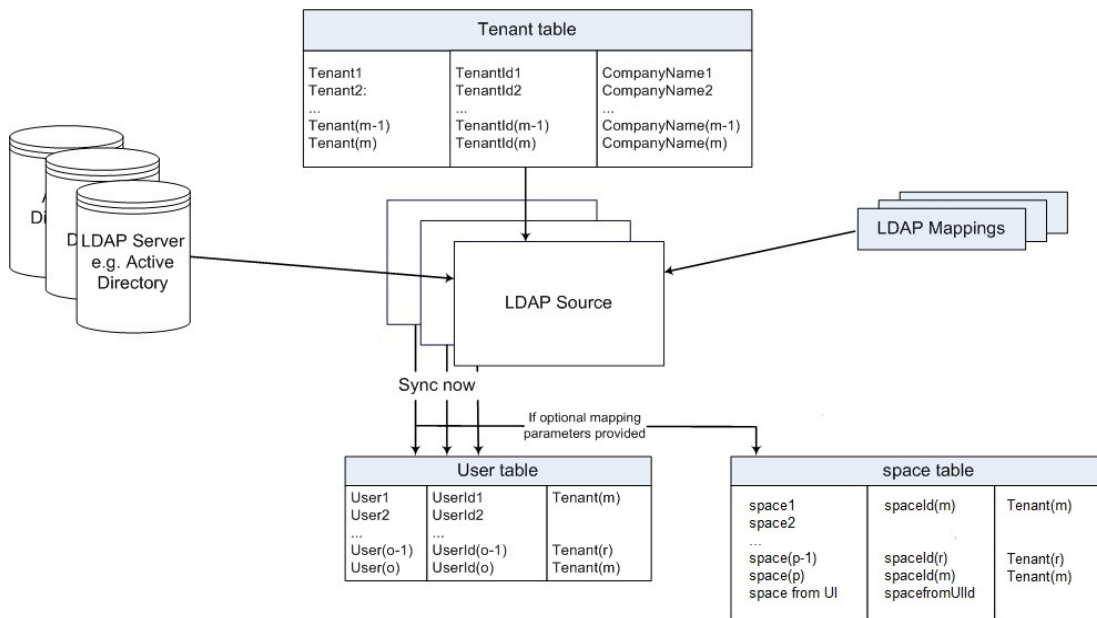 Tenant table
Tenant1 TenantId1 CompanyName1
Tenant2: TenantId2 CompanyName2
... ... ...
Tenant(m-1) TenantId(m-1) CompanyName(m-1)
Tenant(m) TenantId(m) CompanyName(m)
A
Di
D
LDAP Server
e.g. Active
Directory
LDAP Mappings
LDAP Source
Sync now
If optional mapping
parameters provided
User table
User1 UserId1 Tenant(m)
User2 UserId2
... ...
User(o-1) UserId(o-1) Tenant(r)
User(o) UserId(o) Tenant(m)
space table
space1 spaceId(m) Tenant(m)
space2
...
space(p-1) spaceId(r) Tenant(r)
space(p) spaceId(m) Tenant(m)
space from UI spacefromUIId